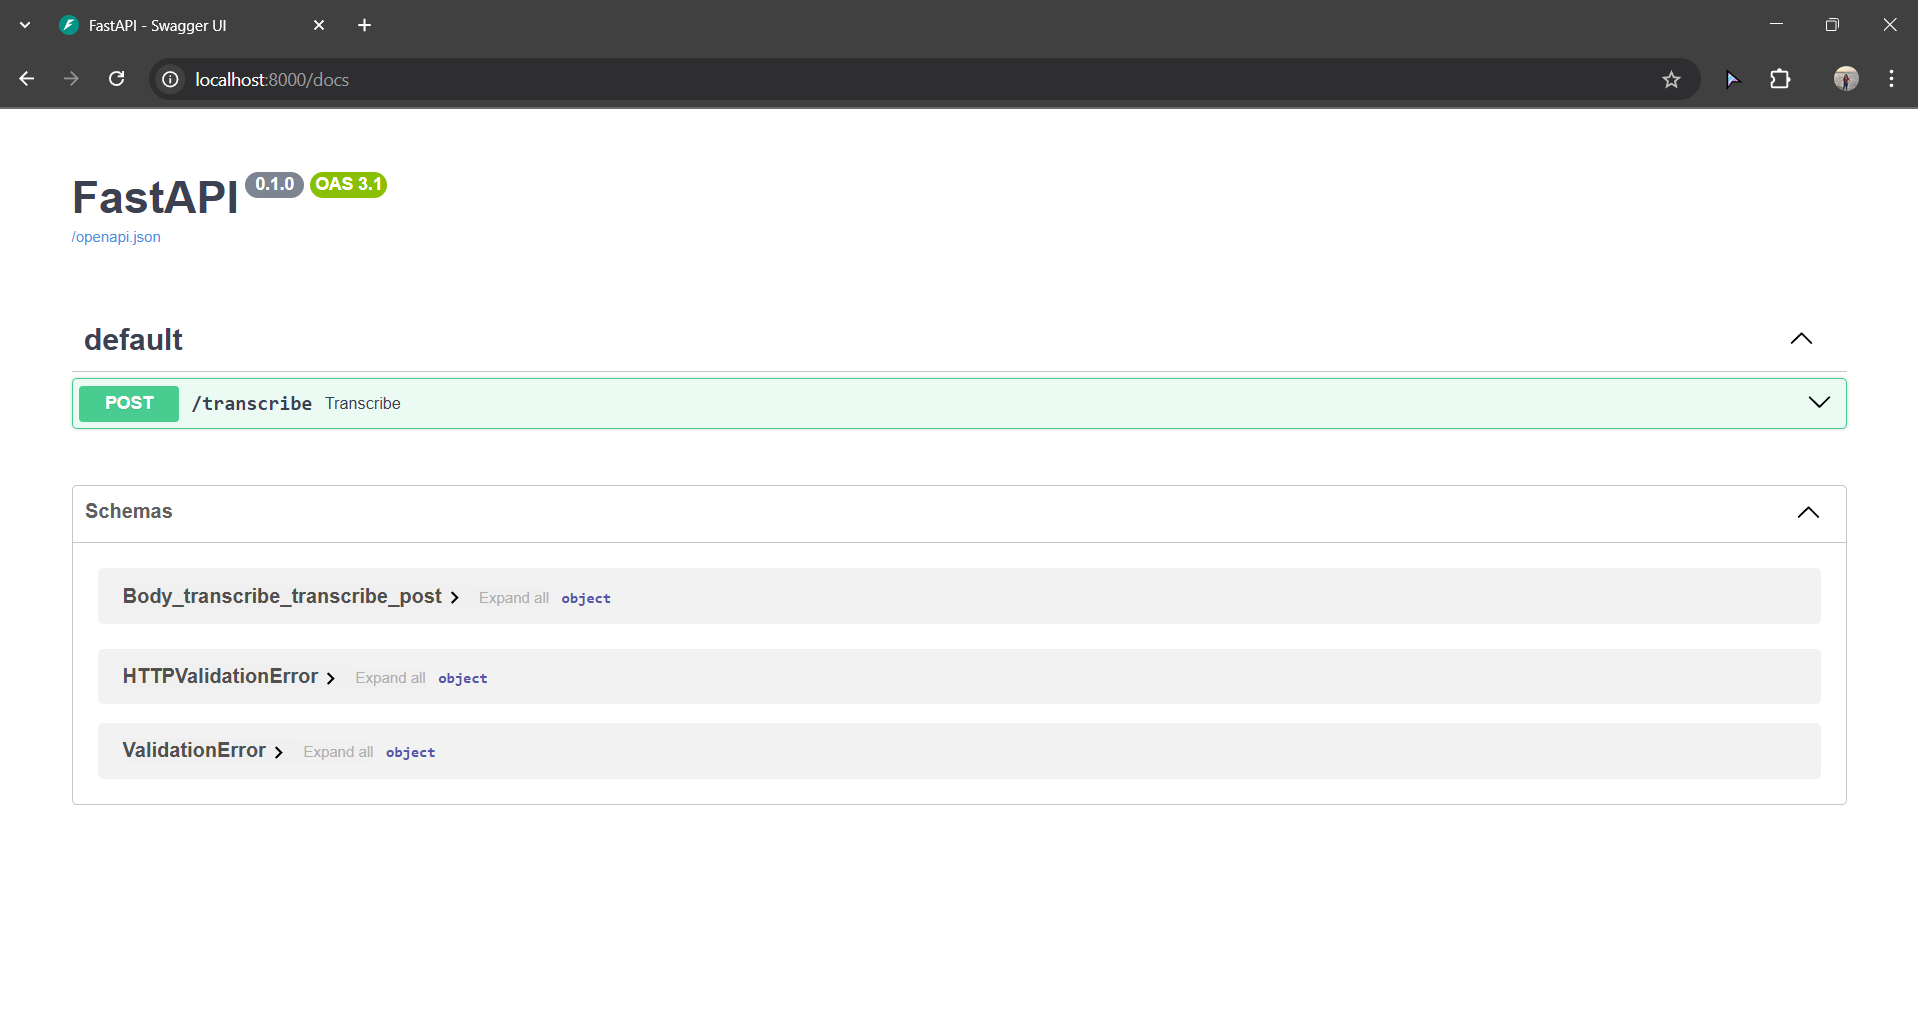 FastAPI - Swagger UI
localhost:8000/docs
FastAPI 0.1.0 OAS 3.1
/openapi.json
default
POST /transcribe Transcribe
Schemas
Body_transcribe_transcribe_post Expand all object
HTTPValidationError Expand all object
ValidationError Expand all object